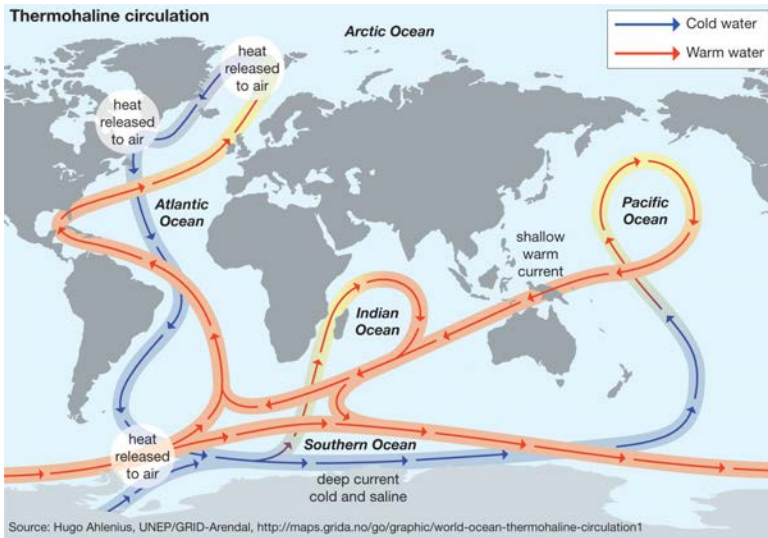 Thermohaline circulation
Arctic Ocean
Cold water
Warm water
heat
released
to air
heat
released
to air
Atlantic
Ocean
Pacific
Ocean
shallow
warm
current
Indian
Ocean
heat
released
to air
Southern Ocean
deep current
cold and saline
Source: Hugo Ahlenius, UNEP/GRID-Arendal, http://maps.grida.no/go/graphic/world-ocean-thermohaline-circulation1